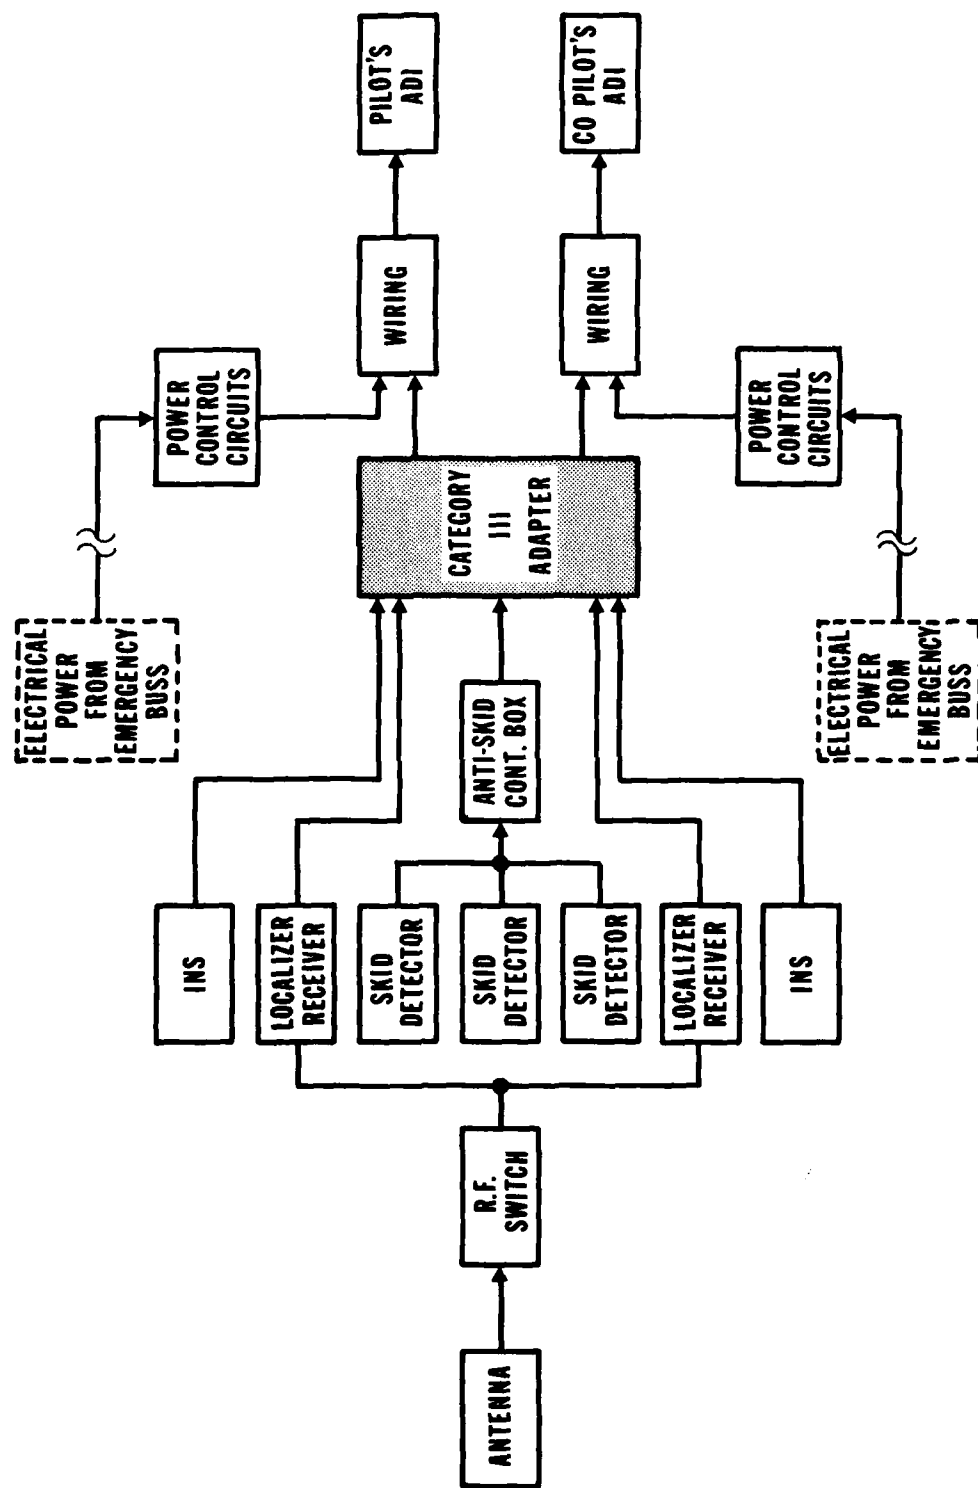 ANTENNA
R.F.
SWITCH
INS
LOCALIZER
RECEIVER
SKID
DETECTOR
SKID
DETECTOR
SKID
DETECTOR
LOCALIZER
RECEIVER
INS
ANTI-SKID
CONT. BOX
ELECTRICAL
POWER
FROM
EMERGENCY
BUSS
ELECTRICAL
POWER
FROM
EMERGENCY
BUSS
CATEGORY
III
ADAPTER
POWER
CONTROL
CIRCUITS
POWER
CONTROL
CIRCUITS
WIRING
WIRING
PILOT'S
ADI
CO PILOT'S
ADI